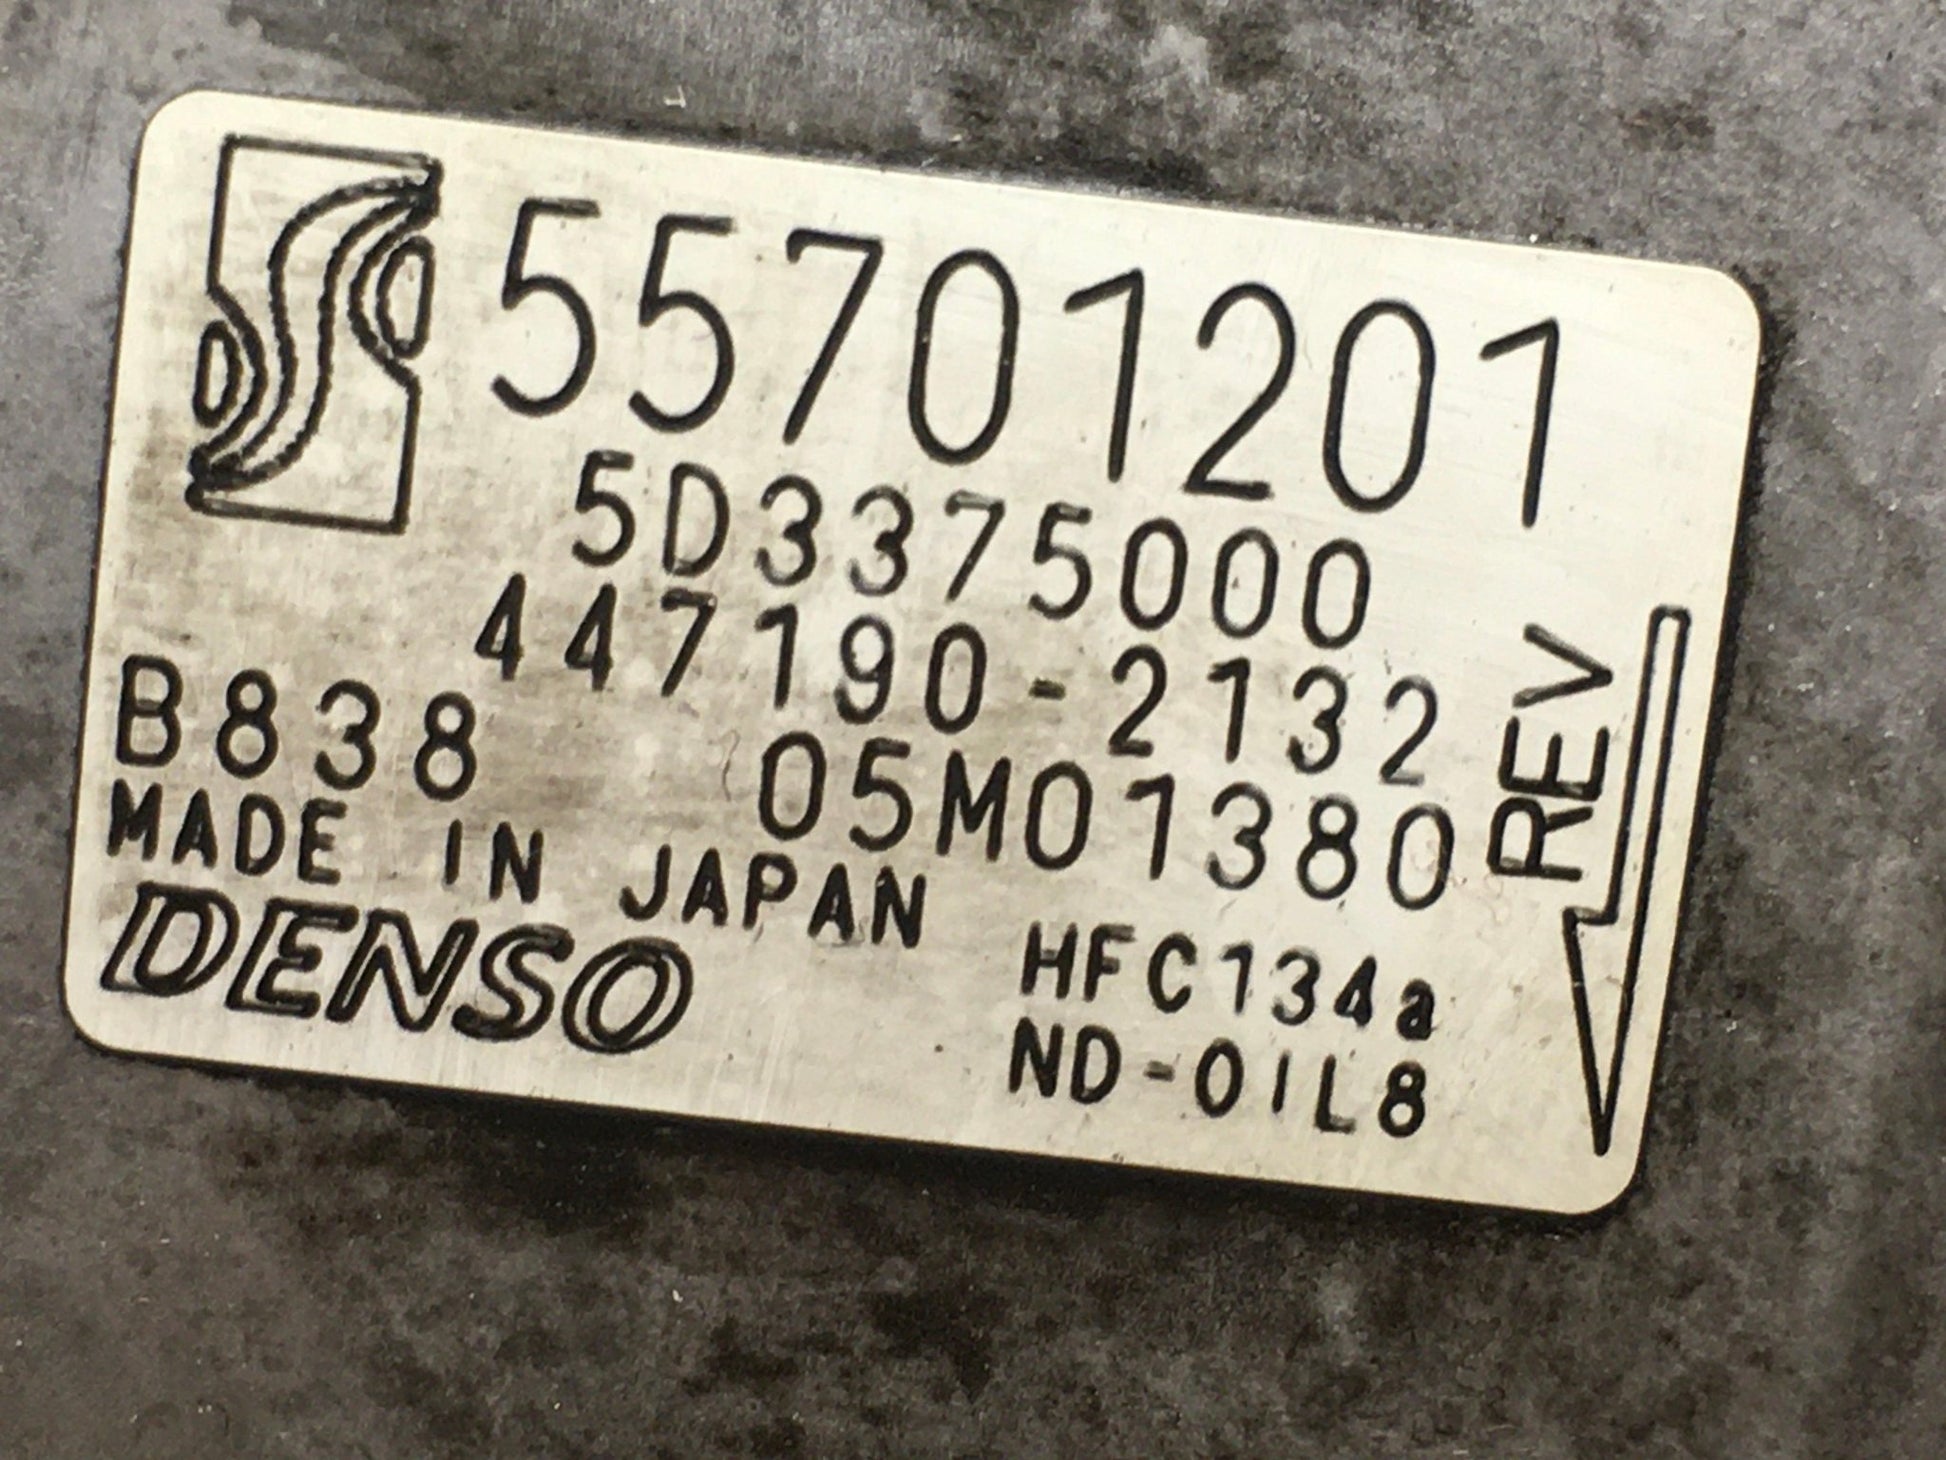 55701201
5D3375000
447190-2132
B838 05M01380
MADE IN JAPAN
DENSO
HFC134a
ND-OIL8
REV